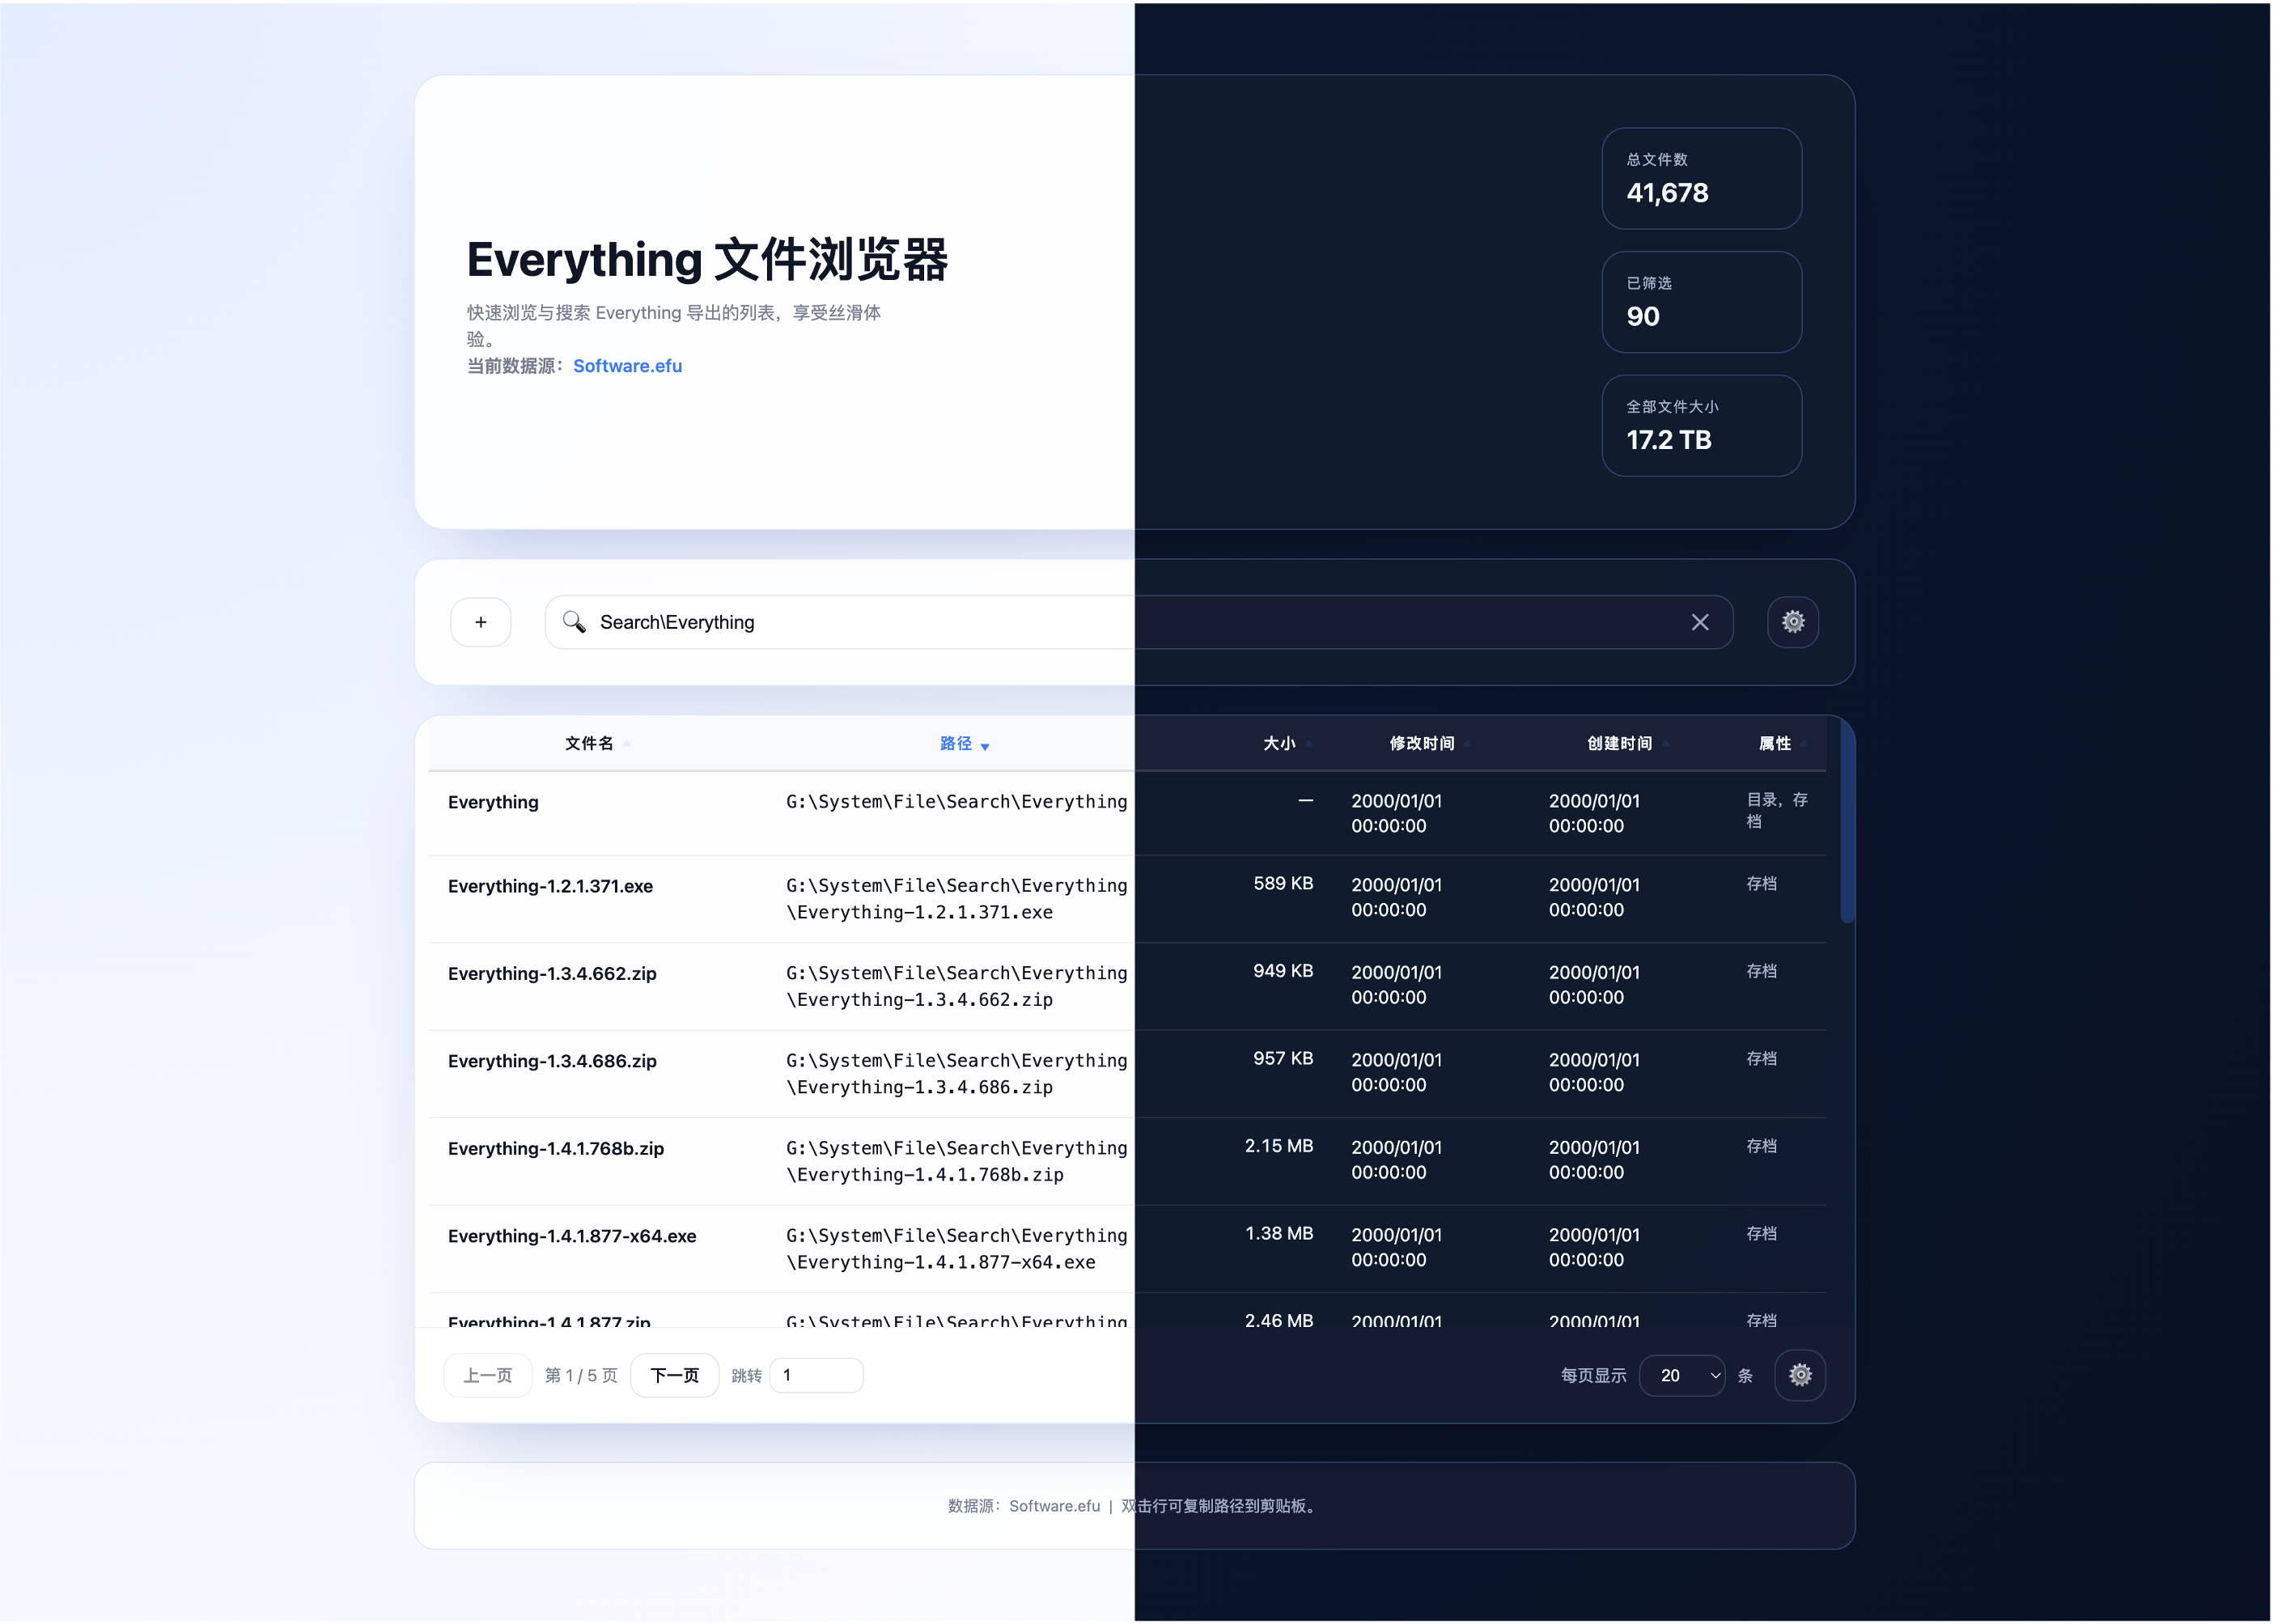 Everything 文件浏览器
快速浏览与搜索 Everything 导出的列表，享受丝滑体
验。
当前数据源：Software.efu
总文件数
41,678
已筛选
90
全部文件大小
17.2 TB
+ Search\Everything
文件名 路径 大小 修改时间 创建时间 属性
Everything G:\System\File\Search\Everything — 2000/01/01 2000/01/01 目录，存
00:00:00 00:00:00 档
Everything-1.2.1.371.exe G:\System\File\Search\Everything 589 KB 2000/01/01 2000/01/01 存档
\Everything-1.2.1.371.exe 00:00:00 00:00:00
Everything-1.3.4.662.zip G:\System\File\Search\Everything 949 KB 2000/01/01 2000/01/01 存档
\Everything-1.3.4.662.zip 00:00:00 00:00:00
Everything-1.3.4.686.zip G:\System\File\Search\Everything 957 KB 2000/01/01 2000/01/01 存档
\Everything-1.3.4.686.zip 00:00:00 00:00:00
Everything-1.4.1.768b.zip G:\System\File\Search\Everything 2.15 MB 2000/01/01 2000/01/01 存档
\Everything-1.4.1.768b.zip 00:00:00 00:00:00
Everything-1.4.1.877-x64.exe G:\System\File\Search\Everything 1.38 MB 2000/01/01 2000/01/01 存档
\Everything-1.4.1.877-x64.exe 00:00:00 00:00:00
Everything-1.4.1.877.zip G:\System\File\Search\Everything 2.46 MB 2000/01/01 2000/01/01 存档
上一页 第 1 / 5 页 下一页 跳转 1 每页显示 20 条
数据源：Software.efu | 双击行可复制路径到剪贴板。